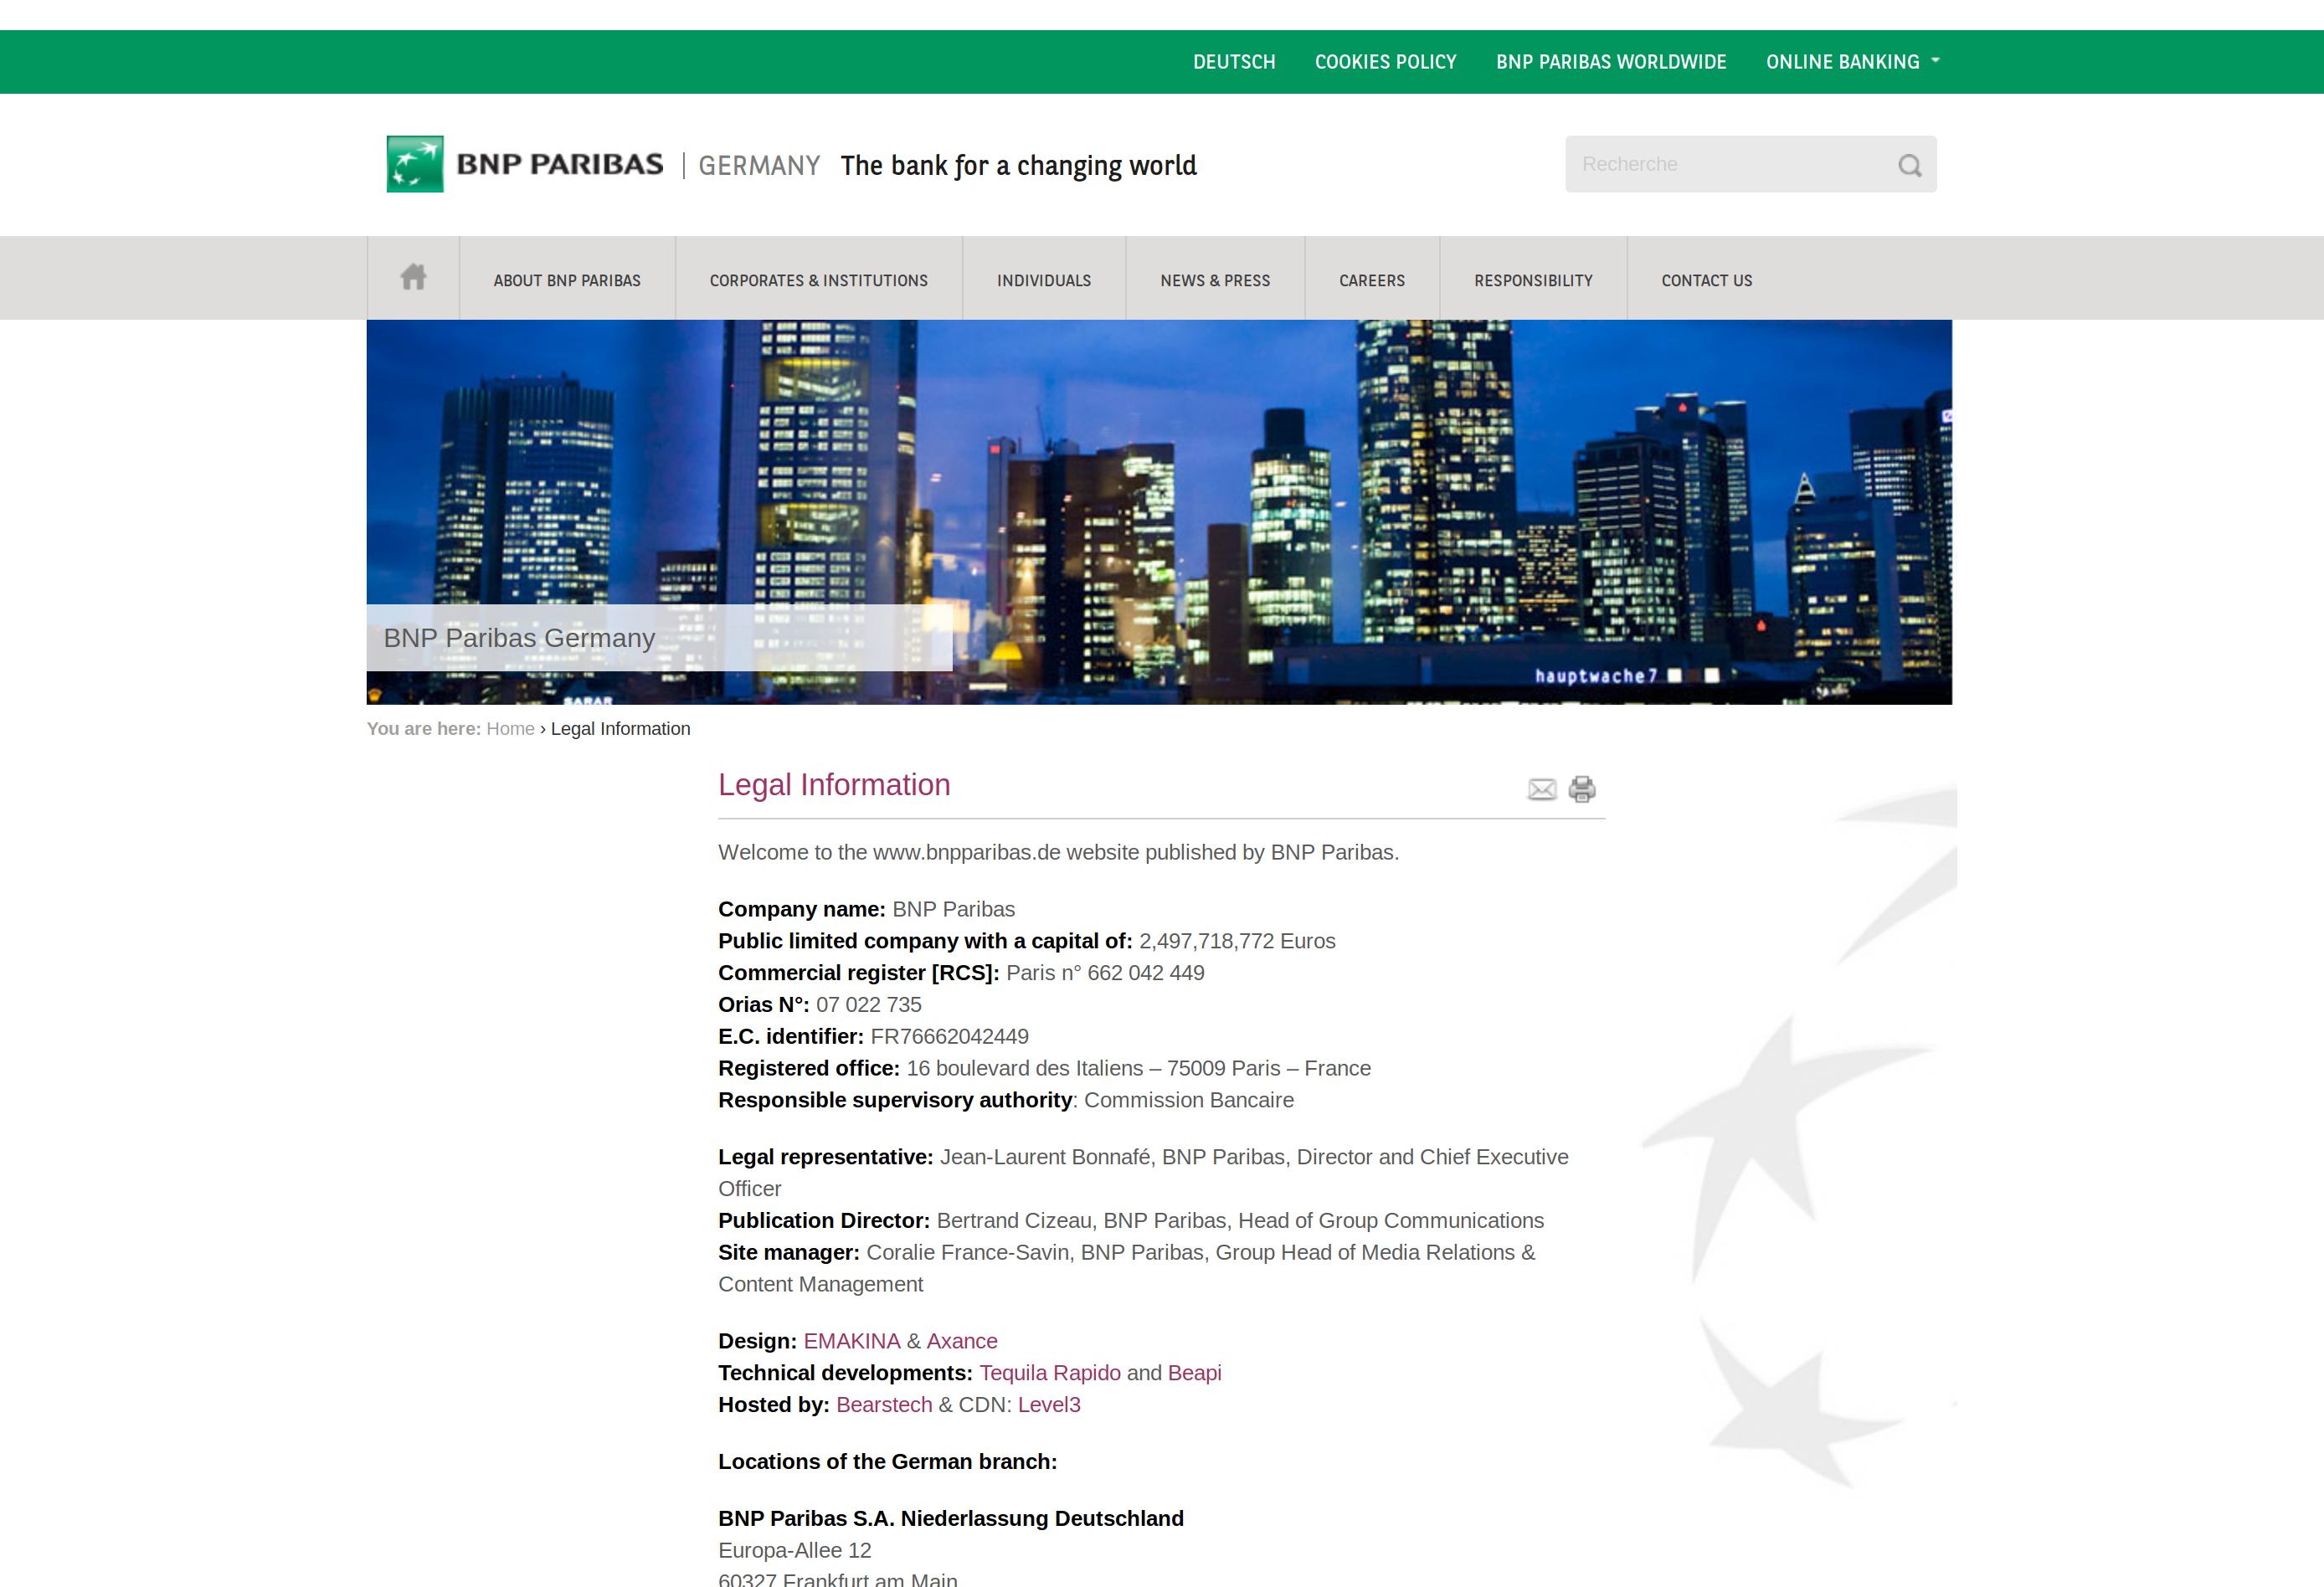 DEUTSCH COOKIES POLICY BNP PARIBAS WORLDWIDE ONLINE BANKING
BNP PARIBAS GERMANY The bank for a changing world
Recherche
ABOUT BNP PARIBAS CORPORATES & INSTITUTIONS INDIVIDUALS NEWS & PRESS CAREERS RESPONSIBILITY CONTACT US
BNP Paribas Germany
hauptwache7
You are here: Home › Legal Information
Legal Information
Welcome to the www.bnpparibas.de website published by BNP Paribas.
Company name: BNP Paribas
Public limited company with a capital of: 2,497,718,772 Euros
Commercial register [RCS]: Paris n° 662 042 449
Orias N°: 07 022 735
E.C. identifier: FR76662042449
Registered office: 16 boulevard des Italiens – 75009 Paris – France
Responsible supervisory authority: Commission Bancaire
Legal representative: Jean-Laurent Bonnafé, BNP Paribas, Director and Chief Executive
Officer
Publication Director: Bertrand Cizeau, BNP Paribas, Head of Group Communications
Site manager: Coralie France-Savin, BNP Paribas, Group Head of Media Relations &
Content Management
Design: EMAKINA & Axance
Technical developments: Tequila Rapido and Beapi
Hosted by: Bearstech & CDN: Level3
Locations of the German branch:
BNP Paribas S.A. Niederlassung Deutschland
Europa-Allee 12
60327 Frankfurt am Main